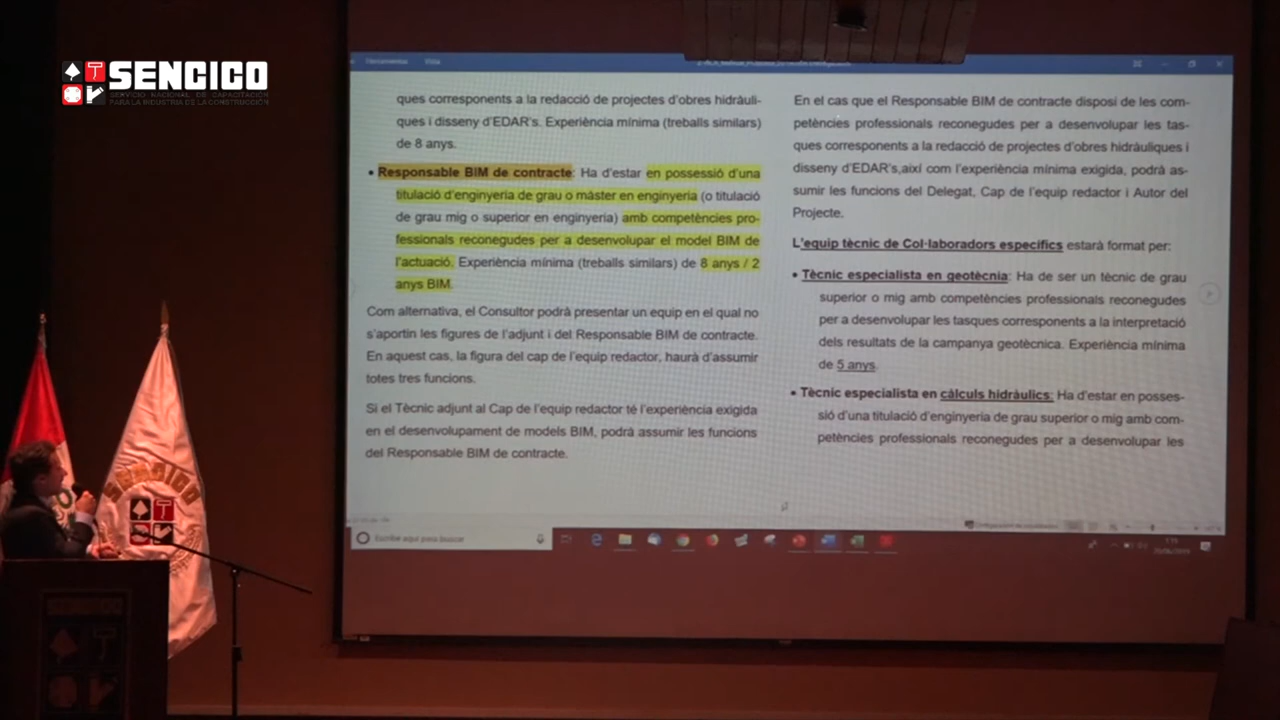 SENCICO
SERVICIO NACIONAL DE CAPACITACIÓN
PARA LA INDUSTRIA DE LA CONSTRUCCIÓN
Herramientas Vista
ques corresponents a la redacció de projectes d'obres hidràuli-
ques i disseny d'EDAR's. Experiència mínima (treballs similars)
de 8 anys.
• Responsable BIM de contracte: Ha d'estar en possessió d'una
titulació d'enginyeria de grau o màster en enginyeria (o titulació
de grau mig o superior en enginyeria) amb competències pro-
fessionals reconegudes per a desenvolupar el model BIM de
l'actuació. Experiència mínima (treballs similars) de 8 anys / 2
anys BIM.
Com alternativa, el Consultor podrà presentar un equip en el qual no
s'aportin les figures de l'adjunt i del Responsable BIM de contracte.
En aquest cas, la figura del cap de l'equip redactor, haurà d'assumir
totes tres funcions.
Si el Tècnic adjunt al Cap de l'equip redactor té l'experiència exigida
en el desenvolupament de models BIM, podrà assumir les funcions
del Responsable BIM de contracte.
En el cas que el Responsable BIM de contracte disposi de les com-
petències professionals reconegudes per a desenvolupar les tas-
ques corresponents a la redacció de projectes d'obres hidràuliques i
disseny d'EDAR's,així com l'experiència mínima exigida, podrà as-
sumir les funcions del Delegat, Cap de l'equip redactor i Autor del
Projecte.
L'equip tècnic de Col·laboradors específics estarà format per:
• Tècnic especialista en geotècnia: Ha de ser un tècnic de grau
superior o mig amb competències professionals reconegudes
per a desenvolupar les tasques corresponents a la interpretació
dels resultats de la campanya geotècnica. Experiència mínima
de 5 anys.
• Tècnic especialista en càlculs hidràulics: Ha d'estar en posses-
sió d'una titulació d'enginyeria de grau superior o mig amb com-
petències professionals reconegudes per a desenvolupar les
Escribe aquí para buscar
SENCICO